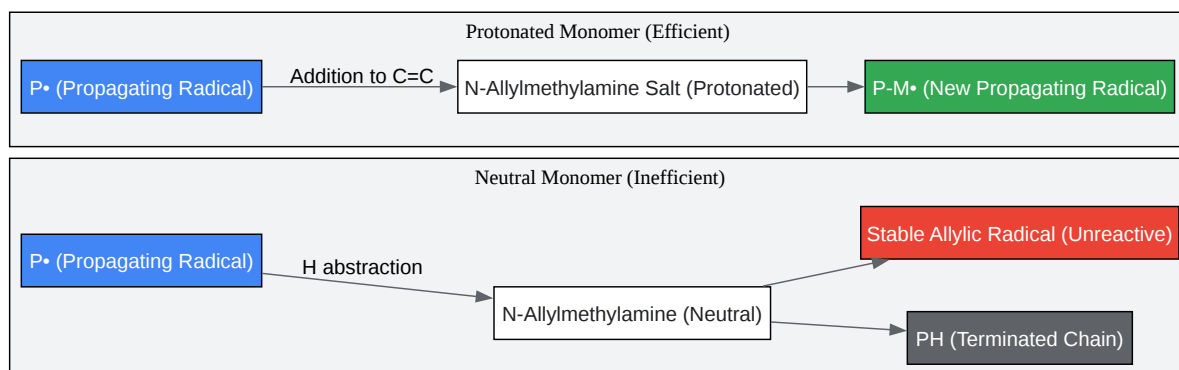 Protonated Monomer (Efficient)
P• (Propagating Radical)
Addition to C=C
N-Allylmethylamine Salt (Protonated)
P-M• (New Propagating Radical)
Neutral Monomer (Inefficient)
P• (Propagating Radical)
H abstraction
N-Allylmethylamine (Neutral)
Stable Allylic Radical (Unreactive)
PH (Terminated Chain)